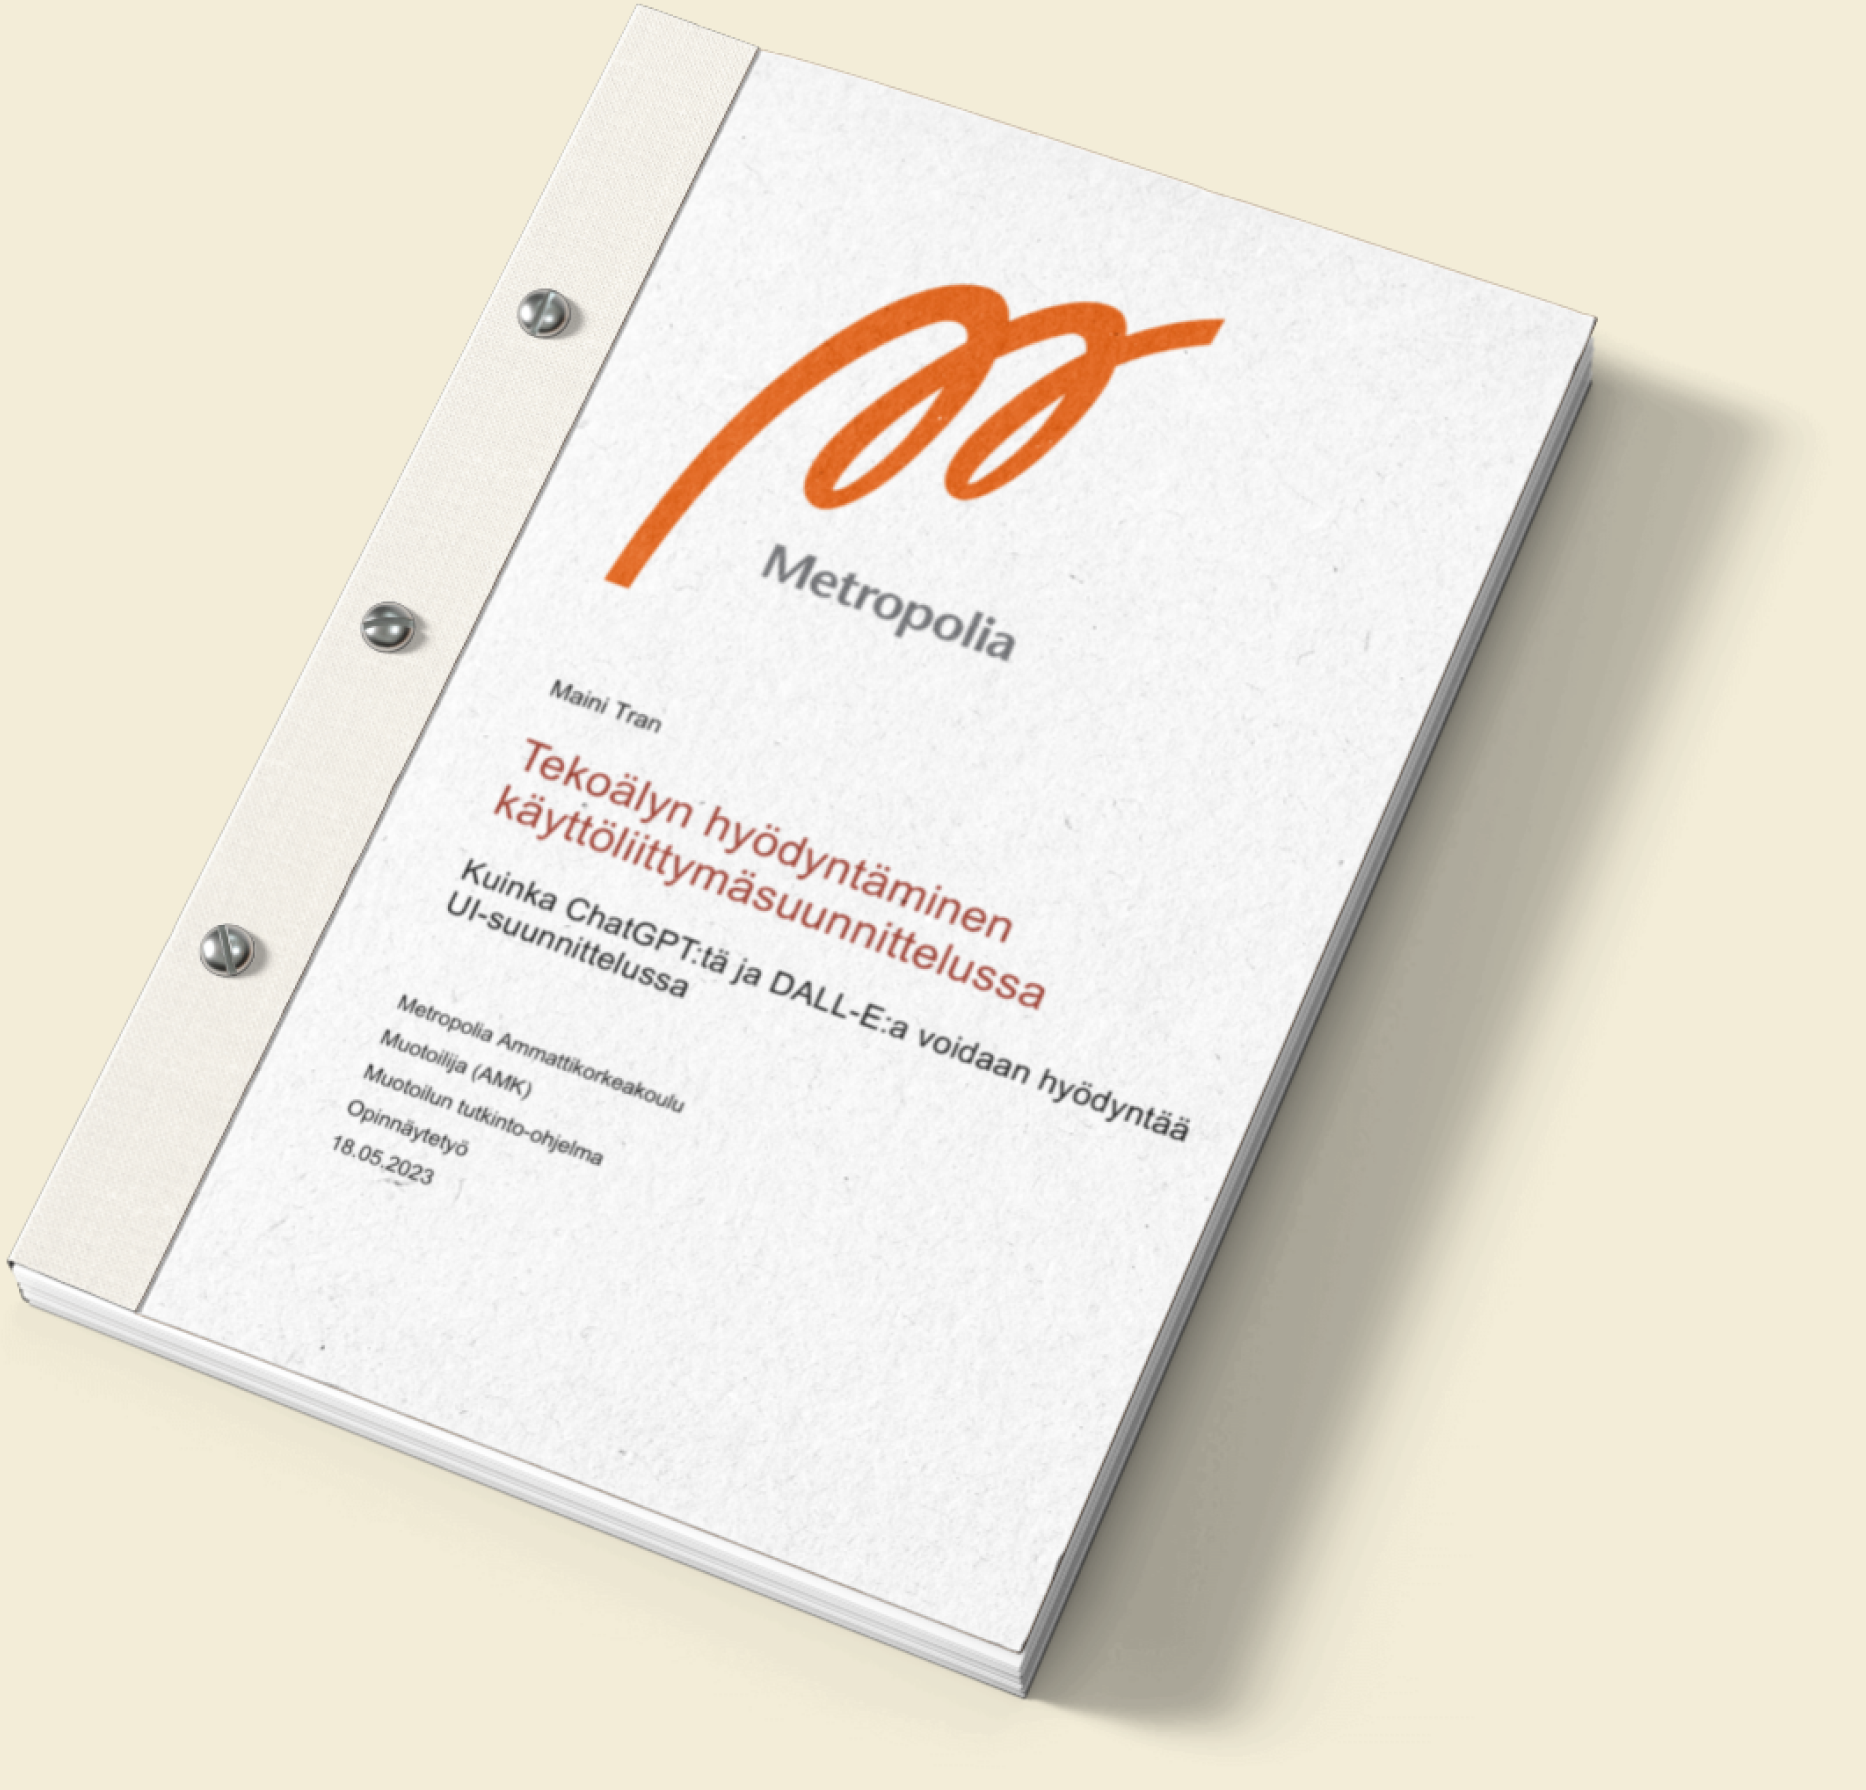 Metropolia
Maini Tran
Tekoälyn hyödyntäminen
käyttöliittymäsuunnittelussa
Kuinka ChatGPT:tä ja DALL-E:a voidaan hyödyntää
UI-suunnittelussa
Metropolia Ammattikorkeakoulu
Muotoilija (AMK)
Muotoilun tutkinto-ohjelma
Opinnäytetyö
18.05.2023